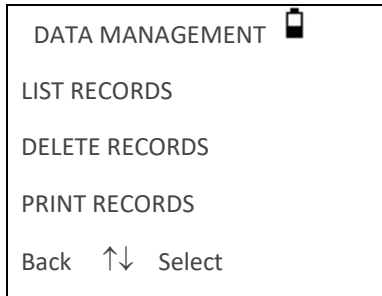 DATA MANAGEMENT
LIST RECORDS
DELETE RECORDS
PRINT RECORDS
Back ↑↓ Select